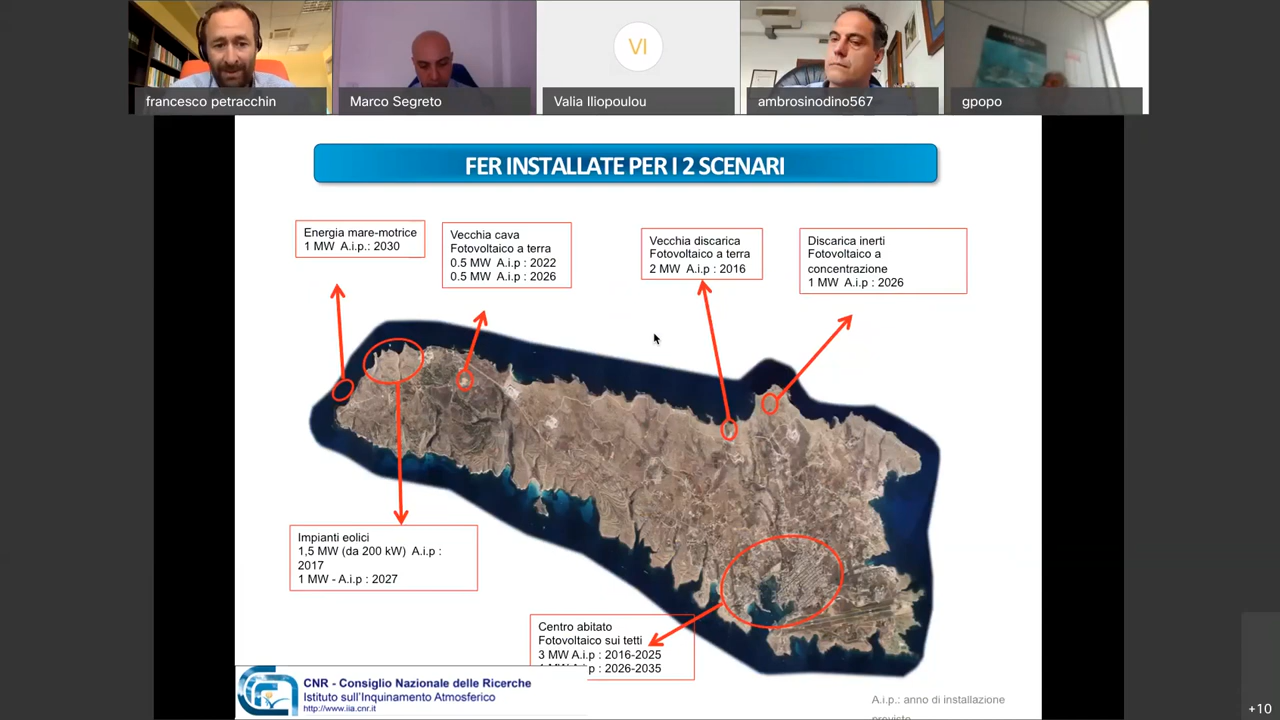 VI
francesco petracchin
Marco Segreto
Valia Iliopoulou
ambrosinodino567
gpopo
FER INSTALLATE PER I 2 SCENARI
Energia mare-motrice
1 MW A.i.p.: 2030
Vecchia cava
Fotovoltaico a terra
0.5 MW A.i.p : 2022
0.5 MW A.i.p : 2026
Vecchia discarica
Fotovoltaico a terra
2 MW A.i.p : 2016
Discarica inerti
Fotovoltaico a
concentrazione
1 MW A.i.p : 2026
Impianti eolici
1,5 MW (da 200 kW) A.i.p :
2017
1 MW - A.i.p : 2027
Centro abitato
Fotovoltaico sui tetti
3 MW A.i.p : 2016-2025
: 2026-2035
CNR - Consiglio Nazionale delle Ricerche
Istituto sull'Inquinamento Atmosferico
http://www.iia.cnr.it
A.i.p.: anno di installazione
previsto
+10